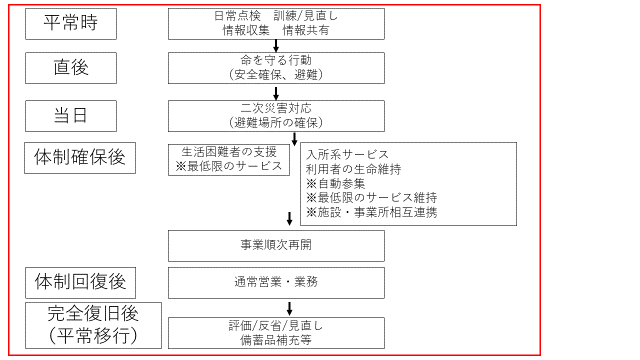 平常時
日常点検　訓練/見直し
情報収集　情報共有
直後
命を守る行動
（安全確保、避難）
当日
二次災害対応
（避難場所の確保）
体制確保後
生活困難者の支援
※最低限のサービス
入所系サービス
利用者の生命維持
※自動参集
※最低限のサービス維持
※施設・事業所相互連携
事業順次再開
体制回復後
通常営業・業務
完全復旧後
（平常移行）
評価/反省/見直し
備蓄品補充等